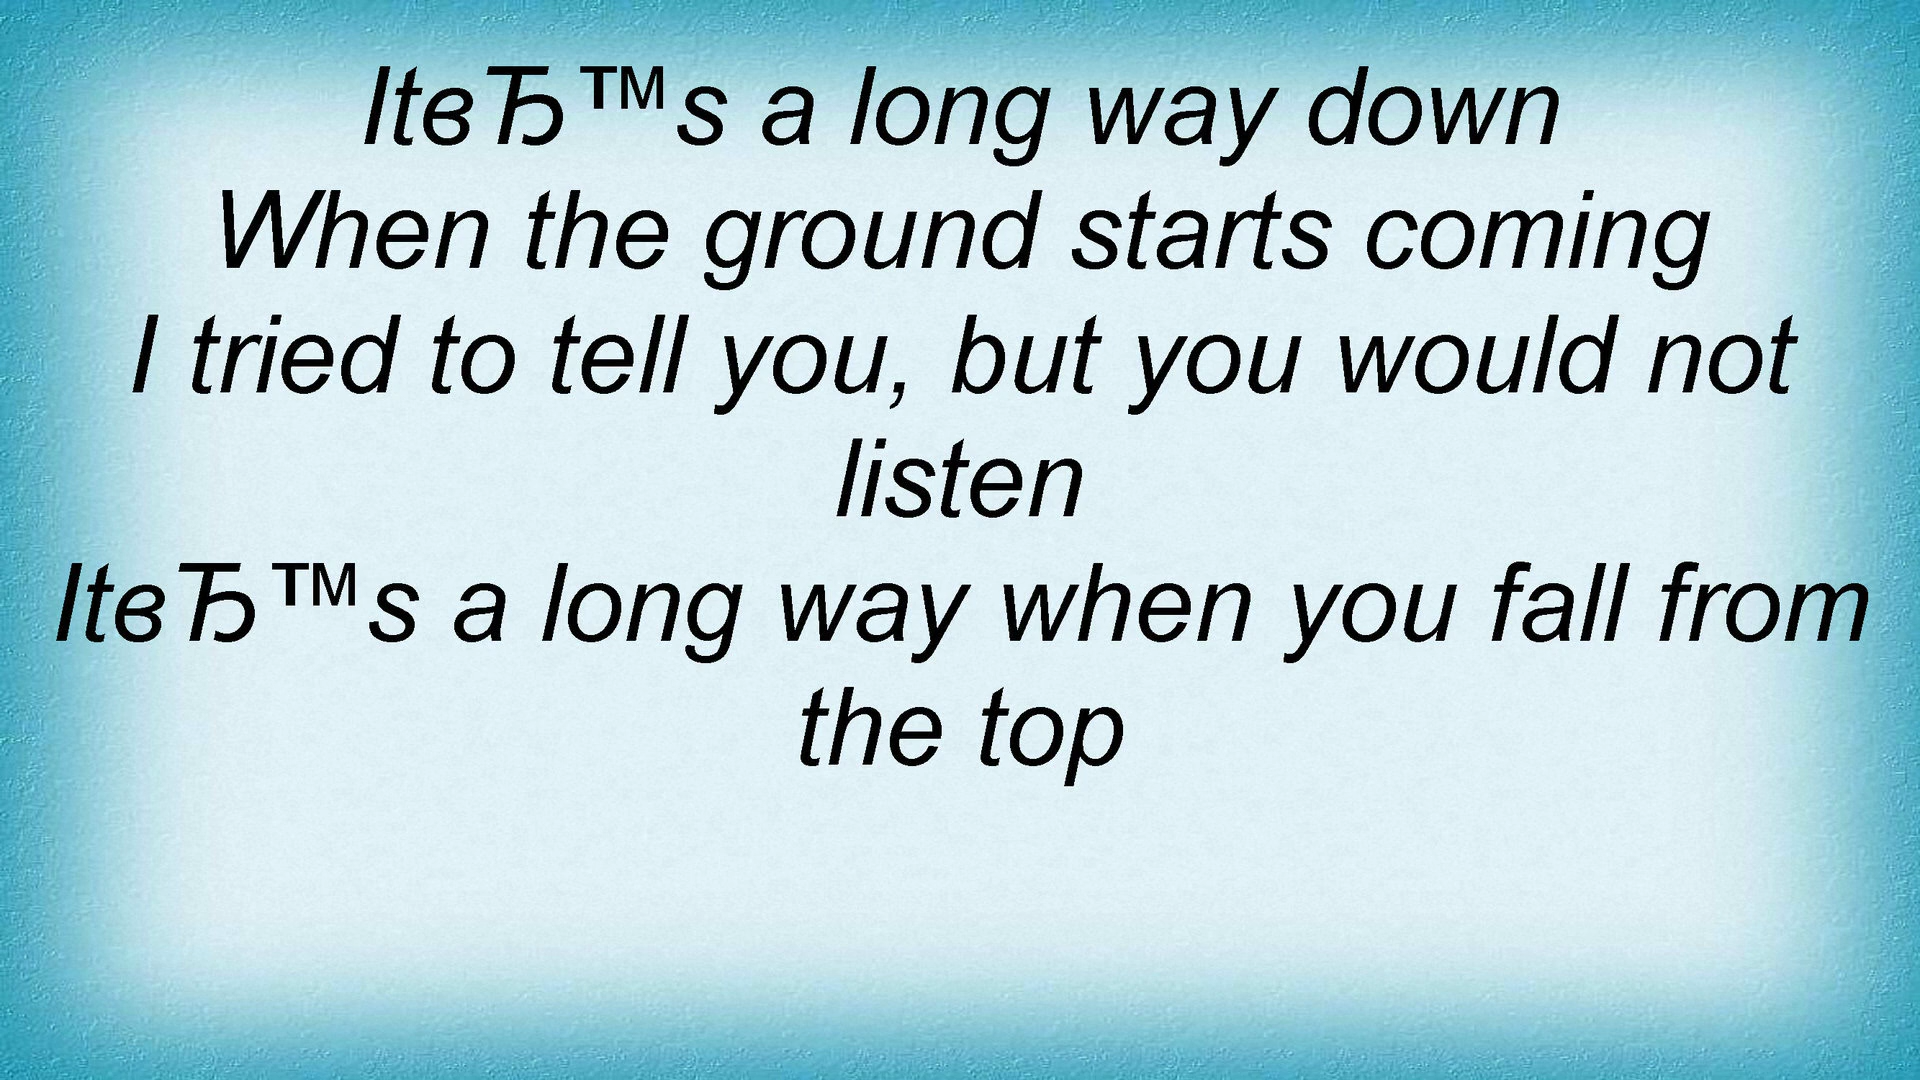 ItвЂ™s a long way down
When the ground starts coming
I tried to tell you, but you would not
listen
ItвЂ™s a long way when you fall from
the top